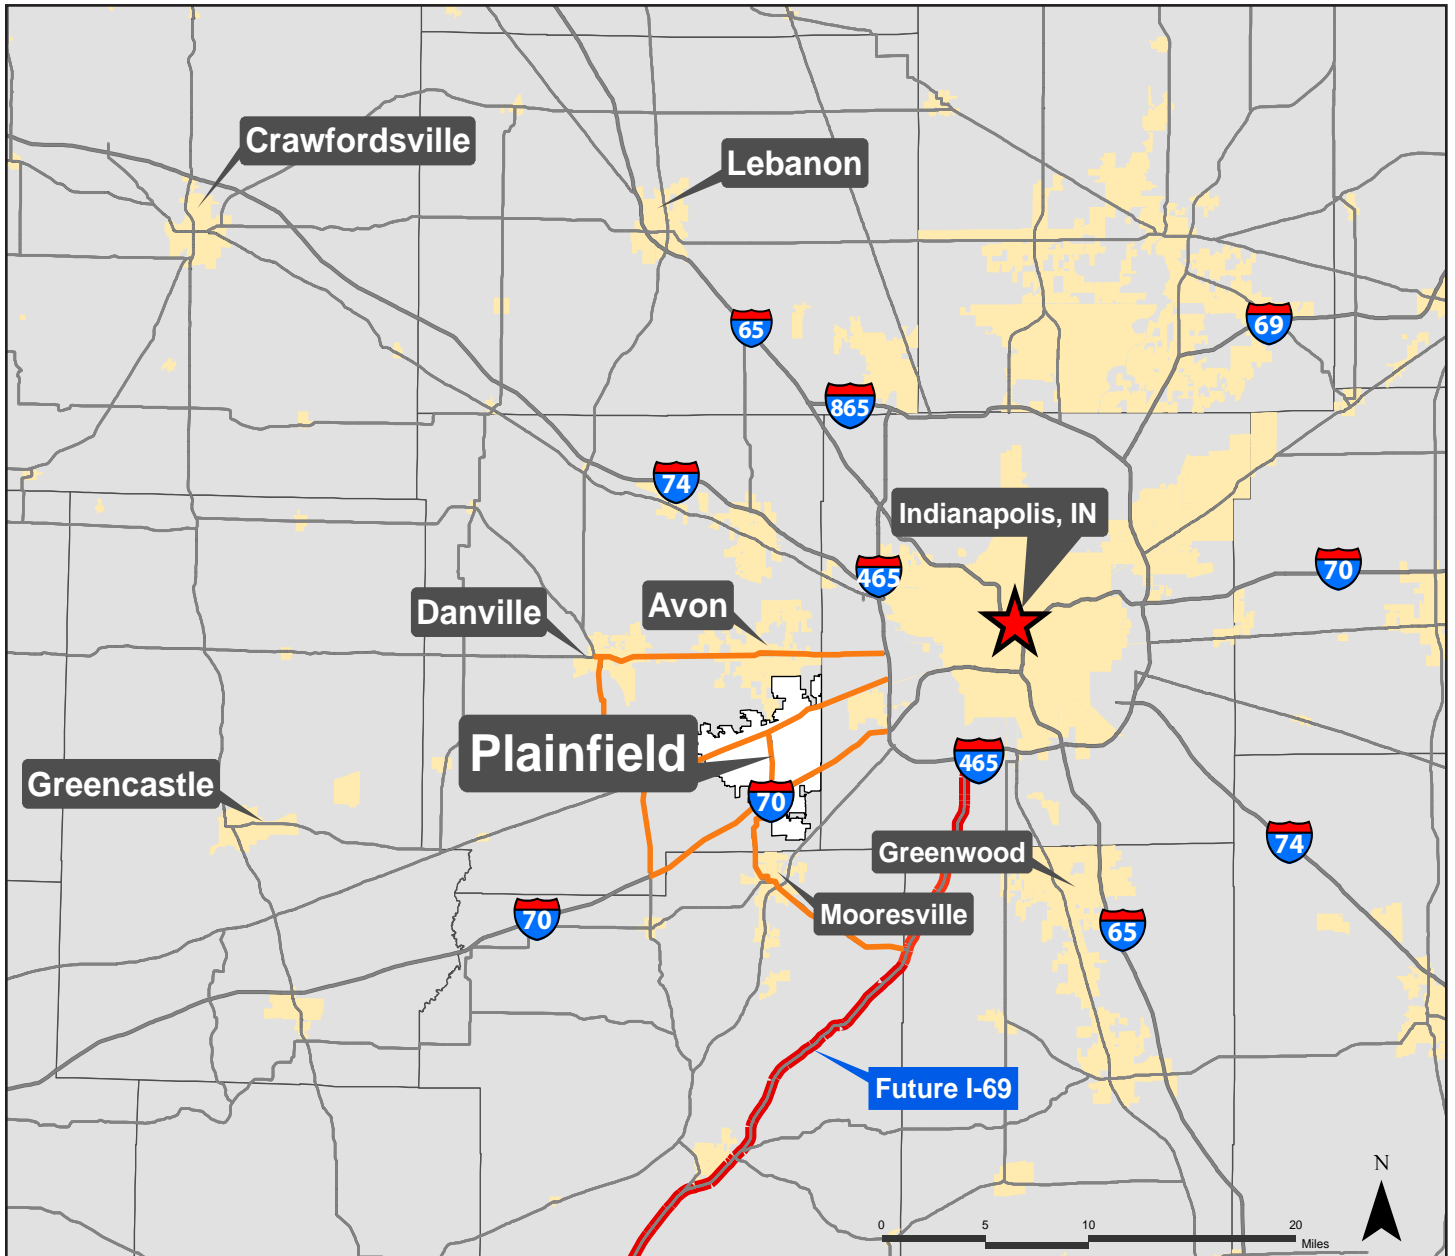 Crawfordsville
Lebanon
65
69
865
74
Indianapolis, IN
465
70
Danville
Avon
Plainfield
465
Greencastle
70
74
Greenwood
70
Mooresville
65
Future I-69
N
0 5 10 20
Miles